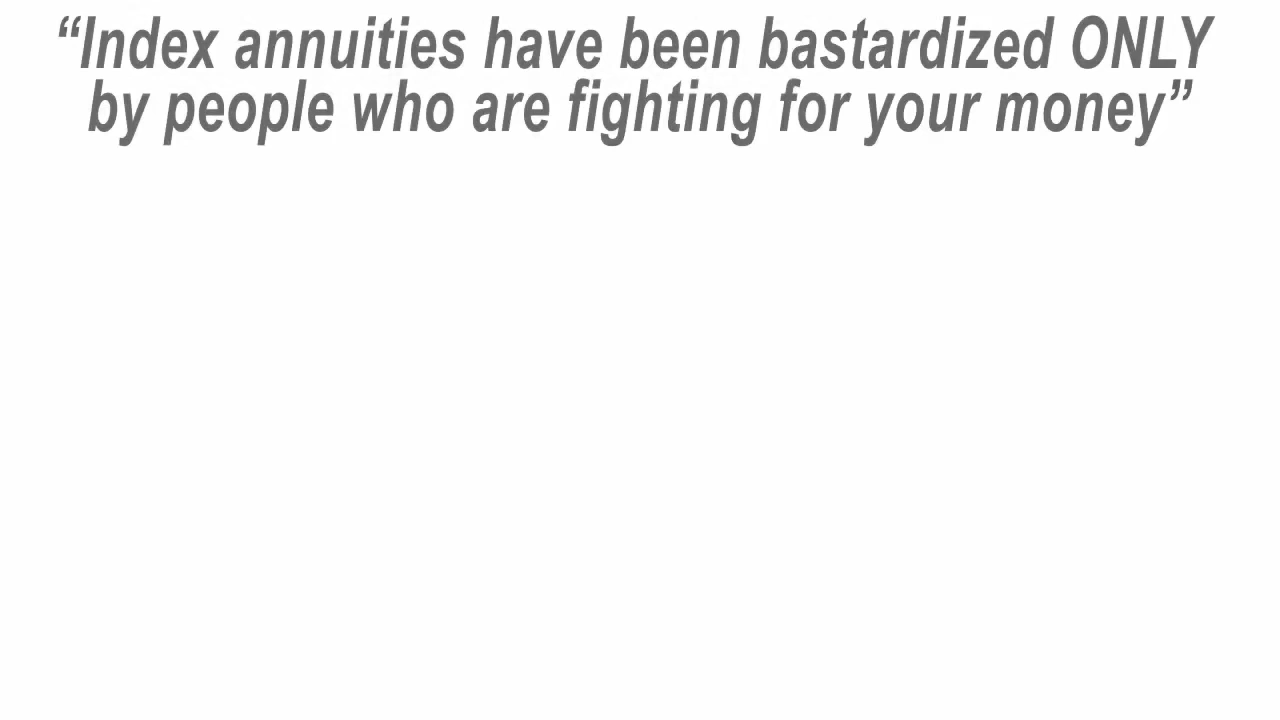 “Index annuities have been bastardized ONLY
by people who are fighting for your money”